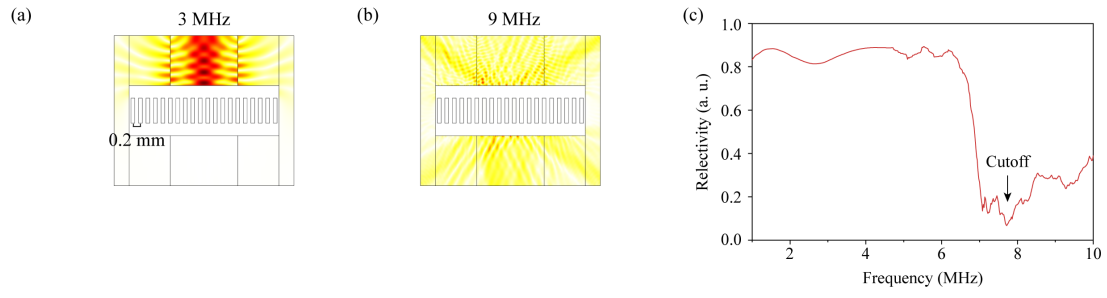 (a)
3 MHz
0.2 mm
(b)
9 MHz
(c)
Relectivity (a. u.)
1.0
0.8
0.6
0.4
0.2
0.0
Cutoff
2
4
6
8
10
Frequency (MHz)